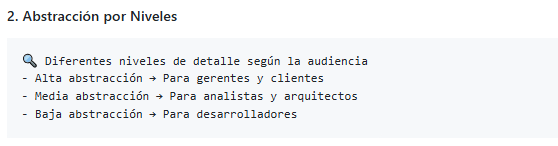 2. Abstracción por Niveles
🔍 Diferentes niveles de detalle según la audiencia
- Alta abstracción → Para gerentes y clientes
- Media abstracción → Para analistas y arquitectos
- Baja abstracción → Para desarrolladores